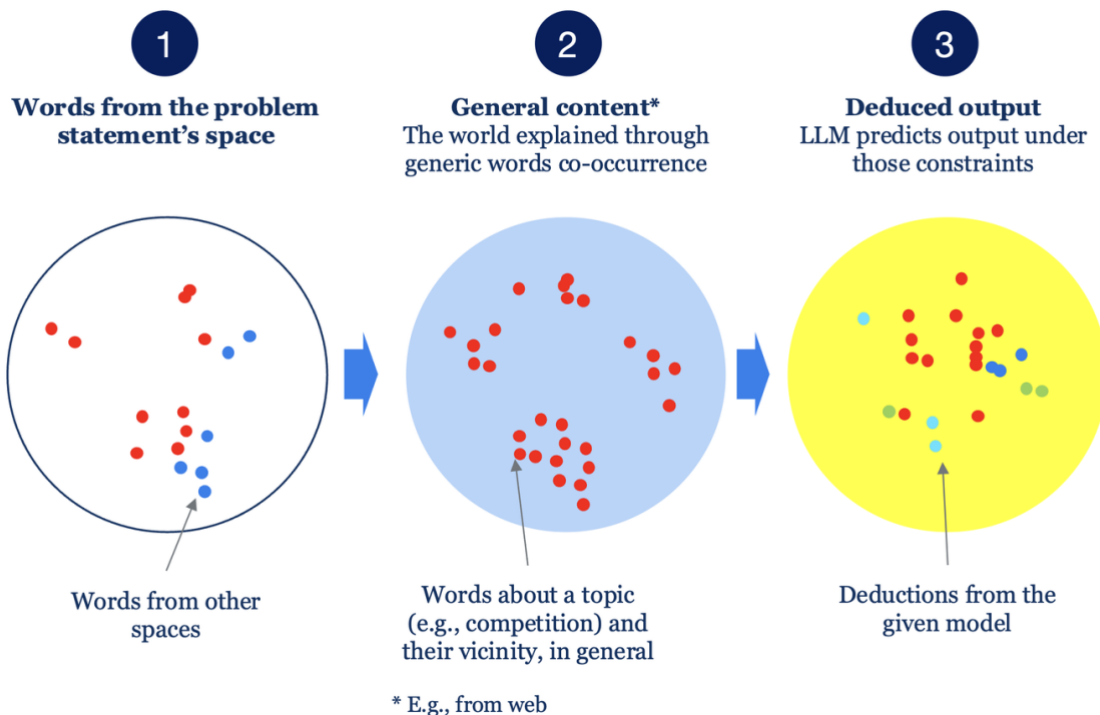 1
Words from the problem
statement’s space
2
General content*
The world explained through
generic words co-occurrence
3
Deduced output
LLM predicts output under
those constraints
Words from other
spaces
Words about a topic
(e.g., competition) and
their vicinity, in general
Deductions from the
given model
* E.g., from web